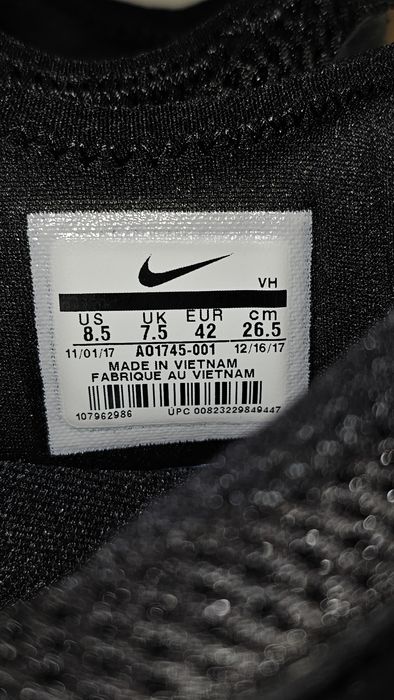 VH
US UK EUR cm
8.5 7.5 42 26.5
11/01/17 AO1745-001 12/16/17
MADE IN VIETNAM
FABRIQUE AU VIETNAM
107962986 UPC 00823229849447